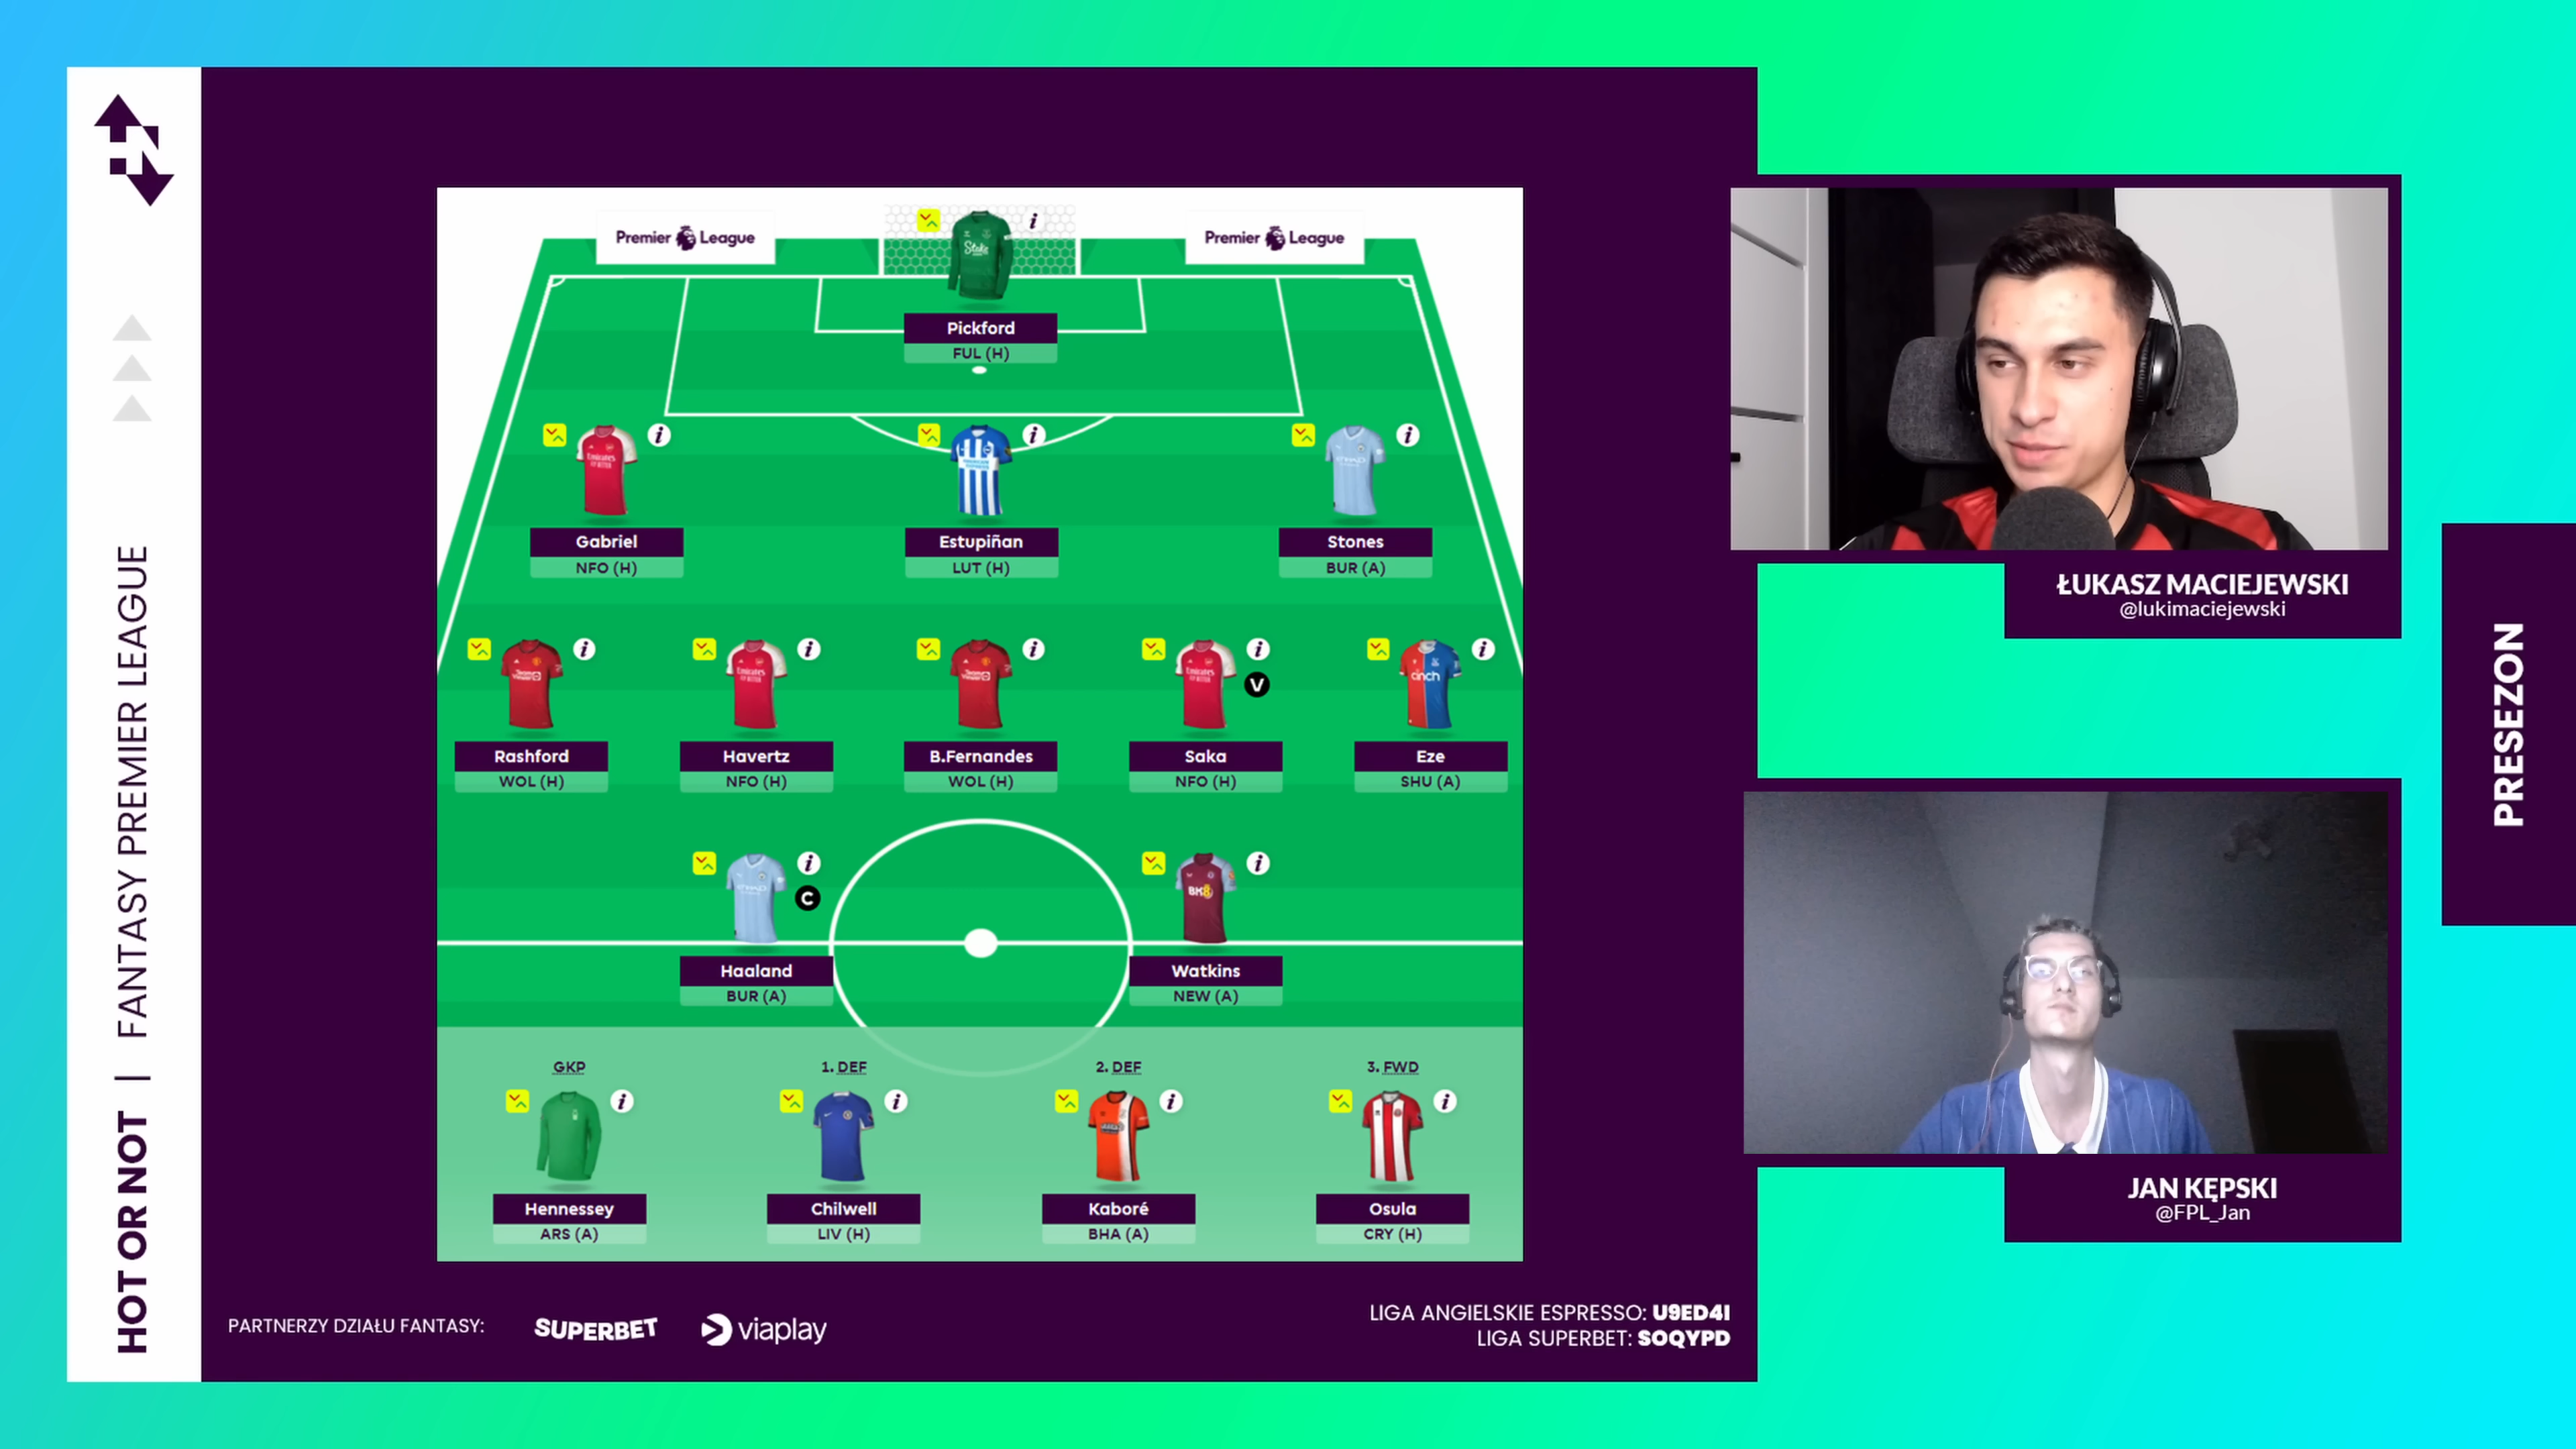 HOT OR NOT | FANTASY PREMIER LEAGUE
Premier League
Premier League
Stake
Pickford
FUL (H)
Gabriel
NFO (H)
Estupiñan
LUT (H)
Stones
BUR (A)
Rashford
WOL (H)
Havertz
NFO (H)
B.Fernandes
WOL (H)
V
Saka
NFO (H)
cinch
Eze
SHU (A)
C
Haaland
BUR (A)
BK8
Watkins
NEW (A)
GKP
1. DEF
2. DEF
3. FWD
Hennessey
ARS (A)
Chilwell
LIV (H)
Kaboré
BHA (A)
Osula
CRY (H)
PARTNERZY DZIAŁU FANTASY:
SUPERBET
viaplay
LIGA ANGIELSKIE ESPRESSO: U9ED4I
LIGA SUPERBET: SOQYPD
ŁUKASZ MACIEJEWSKI
@lukimaciejewski
JAN KĘPSKI
@FPL_Jan
PRESEZON